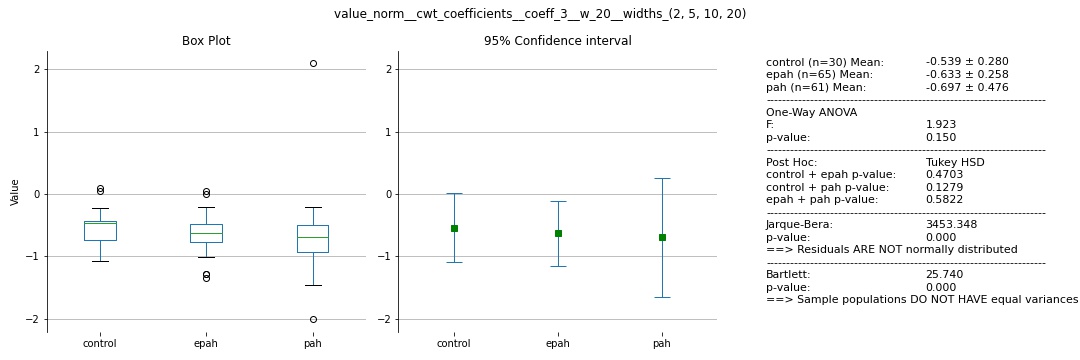 value_norm__cwt_coefficients__coeff_3__w_20__widths_(2, 5, 10, 20)
Box Plot
Value
2
1
0
−1
−2
control epah pah
95% Confidence interval
2
1
0
−1
−2
control epah pah
control (n=30) Mean: -0.539 ± 0.280
epah (n=65) Mean: -0.633 ± 0.258
pah (n=61) Mean: -0.697 ± 0.476
One-Way ANOVA
F: 1.923
p-value: 0.150
Post Hoc: Tukey HSD
control + epah p-value: 0.4703
control + pah p-value: 0.1279
epah + pah p-value: 0.5822
Jarque-Bera: 3453.348
p-value: 0.000
==> Residuals ARE NOT normally distributed
Bartlett: 25.740
p-value: 0.000
==> Sample populations DO NOT HAVE equal variances